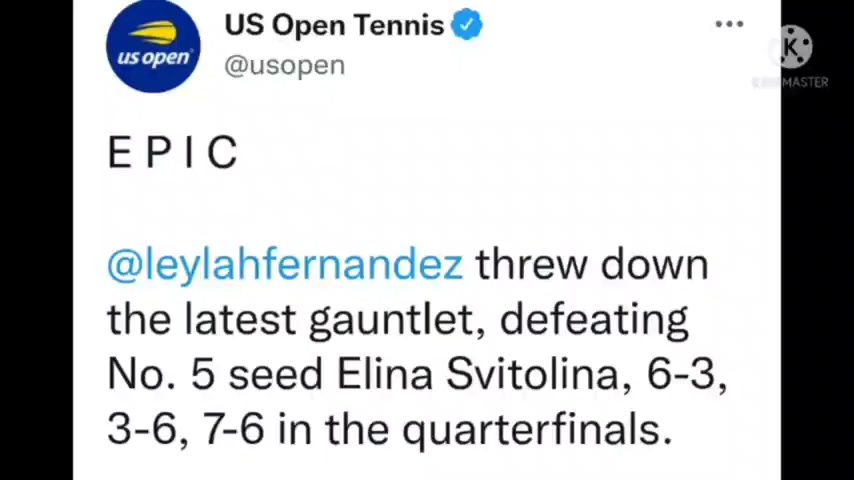 us open
US Open Tennis
@usopen
K
MASTER
E P I C
@leylahfernandez threw down
the latest gauntlet, defeating
No. 5 seed Elina Svitolina, 6-3,
3-6, 7-6 in the quarterfinals.